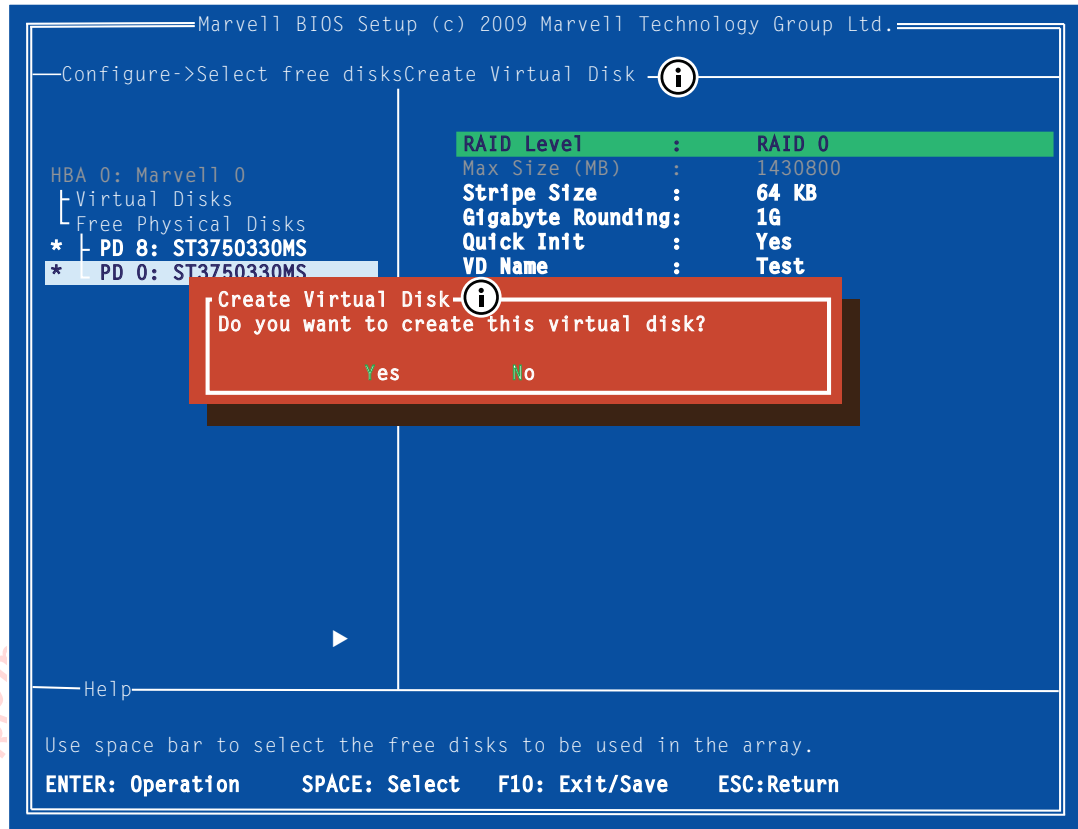 Marvell BIOS Setup (c) 2009 Marvell Technology Group Ltd.
Configure->Select free disksCreate Virtual Disk
i
HBA 0: Marvell 0
Virtual Disks
Free Physical Disks
* PD 8: ST3750330MS
* PD 0: ST3750330MS
RAID Level : RAID 0
Max Size (MB) : 1430800
Stripe Size : 64 KB
Gigabyte Rounding: 1G
Quick Init : Yes
VD Name : Test
Create Virtual Disk
i
Do you want to create this virtual disk?
Yes No
Help
Use space bar to select the free disks to be used in the array.
ENTER: Operation SPACE: Select F10: Exit/Save ESC:Return